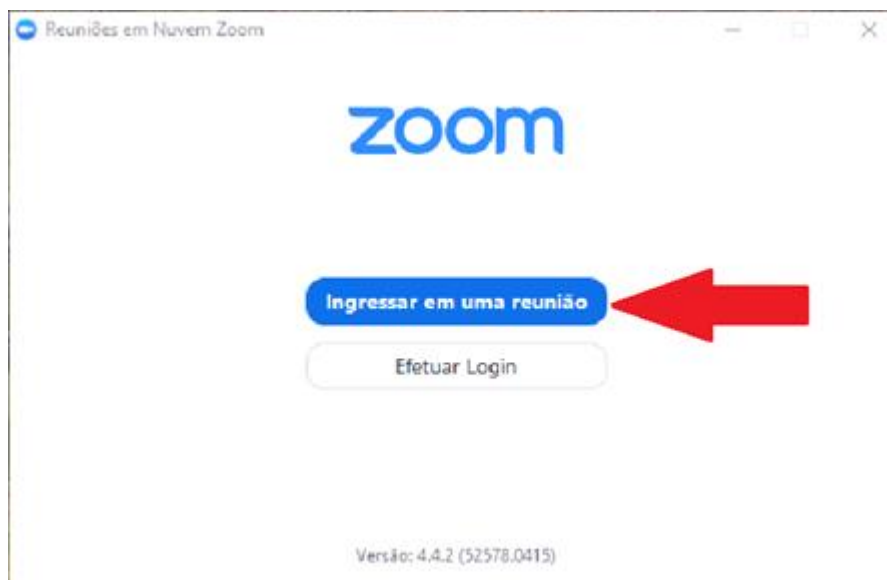 Reuniões em Nuvem Zoom
zoom
Ingressar em uma reunião
Efetuar Login
Versão: 4.4.2 (52578.0415)